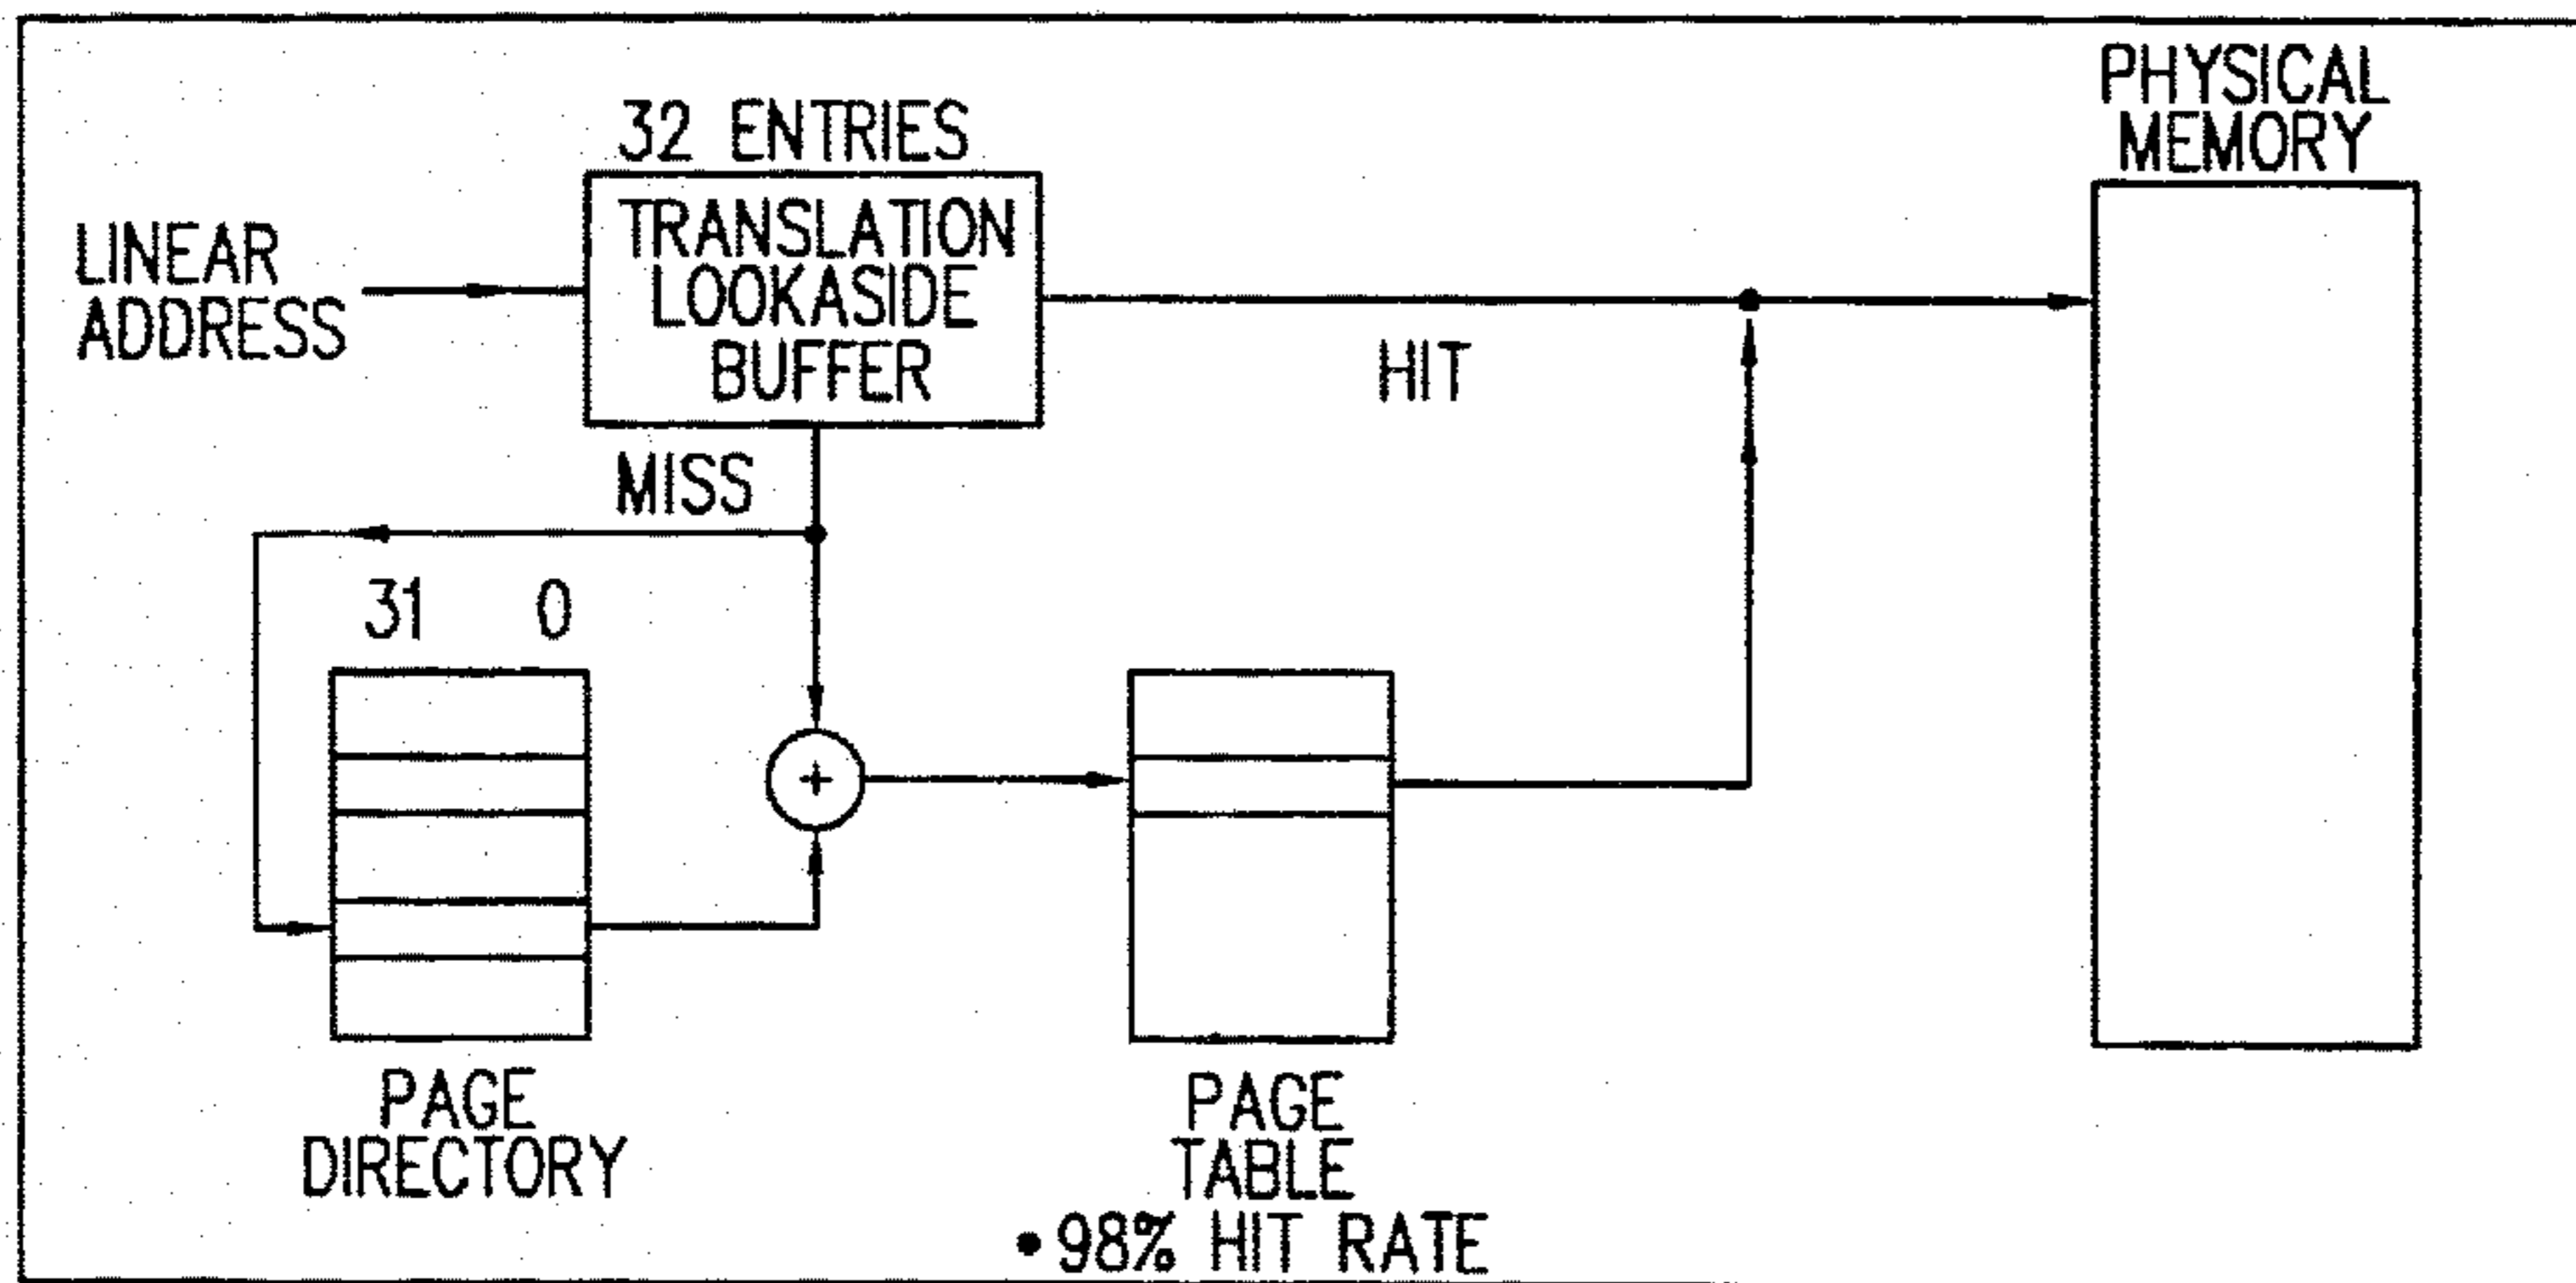 PHYSICAL
MEMORY
32 ENTRIES
TRANSLATION
LOOKASIDE
BUFFER
LINEAR
ADDRESS
HIT
MISS
31 0
+
PAGE
DIRECTORY
PAGE
TABLE
• 98% HIT RATE